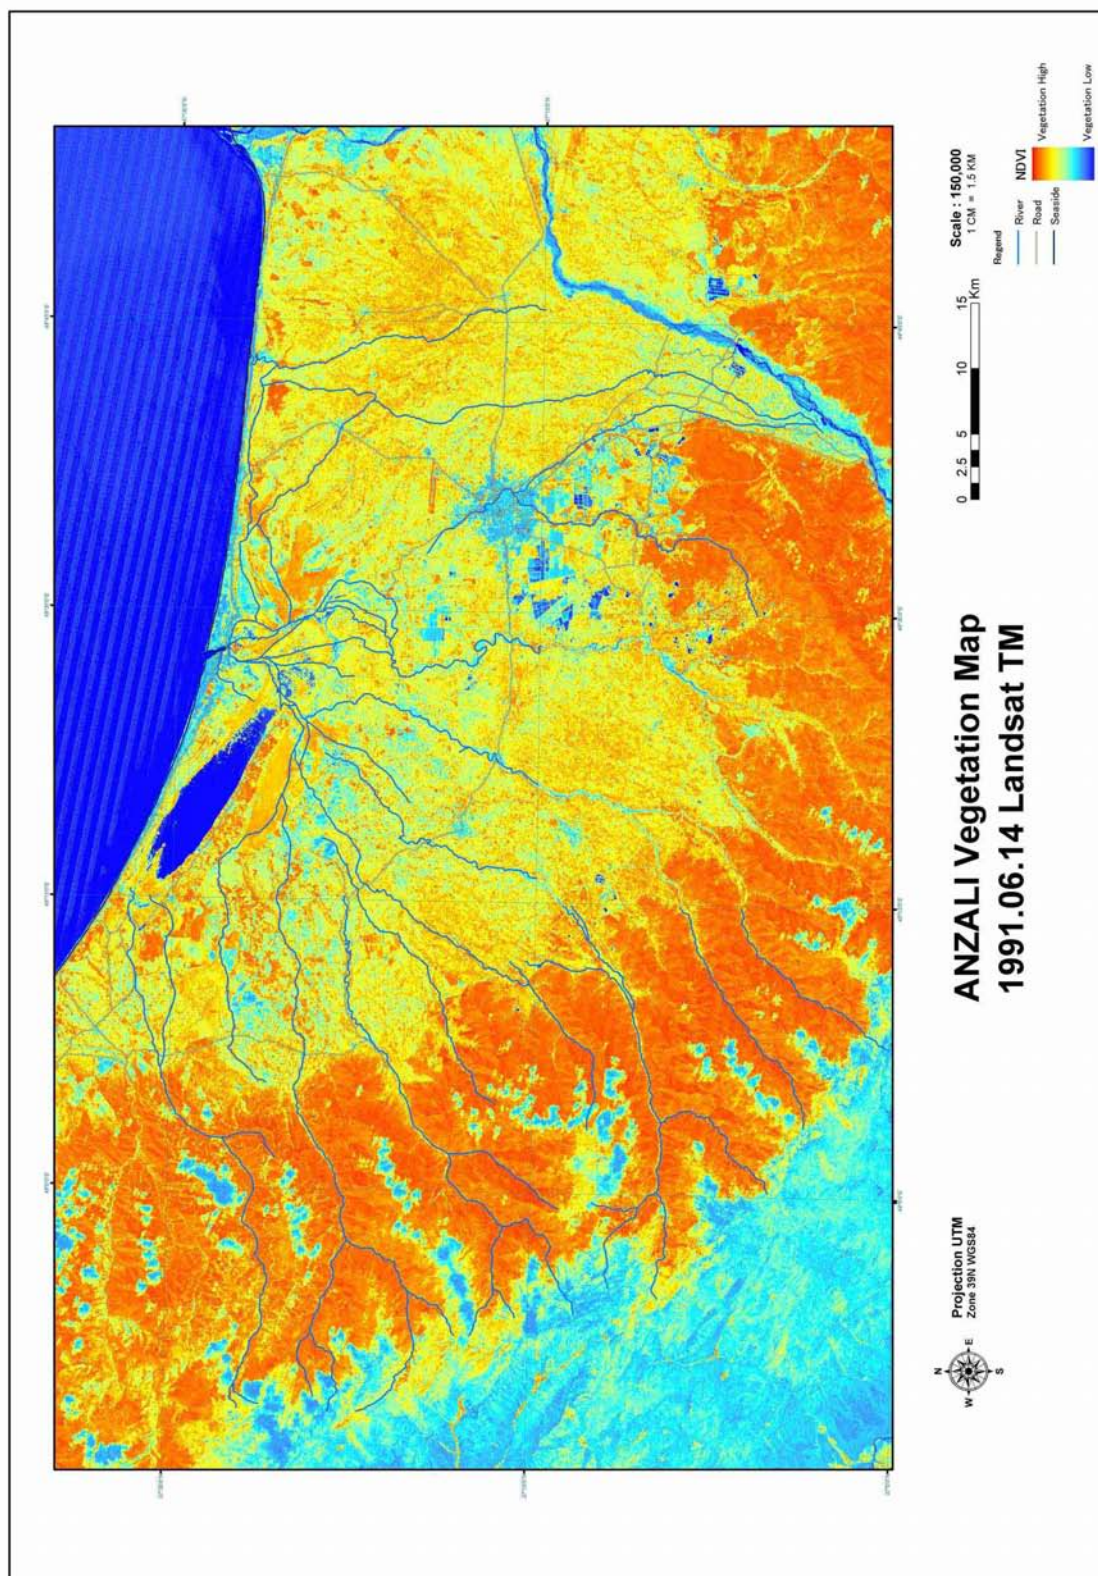 ANZALI Vegetation Map
1991.06.14 Landsat TM
N
W
E
S
Projection UTM
Zone 39N WGS84
0 2.5 5 10 15
Km
Scale : 150,000
1 CM = 1.5 KM
Regend
River
Road
Seaside
NDVI
Vegetation High
Vegetation Low